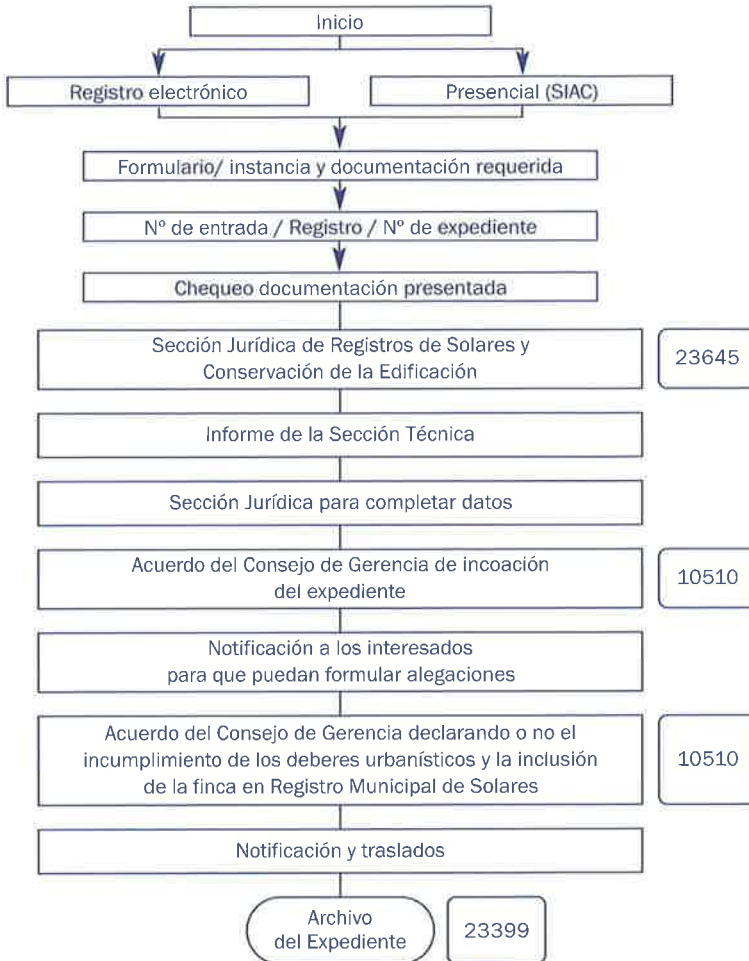 Inicio
Registro electrónico
Presencial (SIAC)
Formulario/ instancia y documentación requerida
Nº de entrada / Registro / Nº de expediente
Chequeo documentación presentada
Sección Jurídica de Registros de Solares y
Conservación de la Edificación
23645
Informe de la Sección Técnica
Sección Jurídica para completar datos
Acuerdo del Consejo de Gerencia de incoación
del expediente
10510
Notificación a los interesados
para que puedan formular alegaciones
Acuerdo del Consejo de Gerencia declarando o no el
incumplimiento de los deberes urbanísticos y la inclusión
de la finca en Registro Municipal de Solares
10510
Notificación y traslados
Archivo
del Expediente
23399